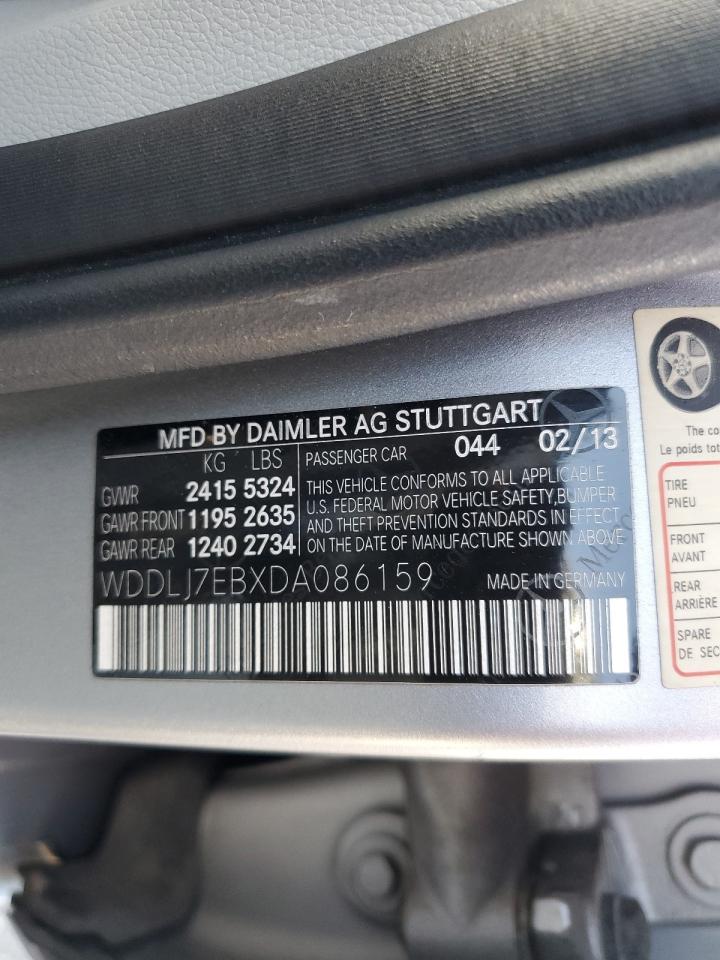 MFD BY DAIMLER AG STUTTGART
KG LBS
GVWR 2415 5324
GAWR FRONT 1195 2635
GAWR REAR 1240 2734
PASSENGER CAR 044 02/13
THIS VEHICLE CONFORMS TO ALL APPLICABLE
U.S. FEDERAL MOTOR VEHICLE SAFETY,BUMPER
AND THEFT PREVENTION STANDARDS IN EFFECT
ON THE DATE OF MANUFACTURE SHOWN ABOVE
WDDLJ7EBXDA086159 MADE IN GERMANY
The co
Le poids tot
TIRE
PNEU
FRONT
AVANT
REAR
ARRIÈRE
SPARE
DE SEC